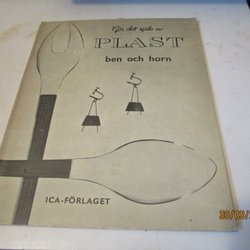 Gör det själv av
PLAST
ben och horn
ICA-FÖRLAGET